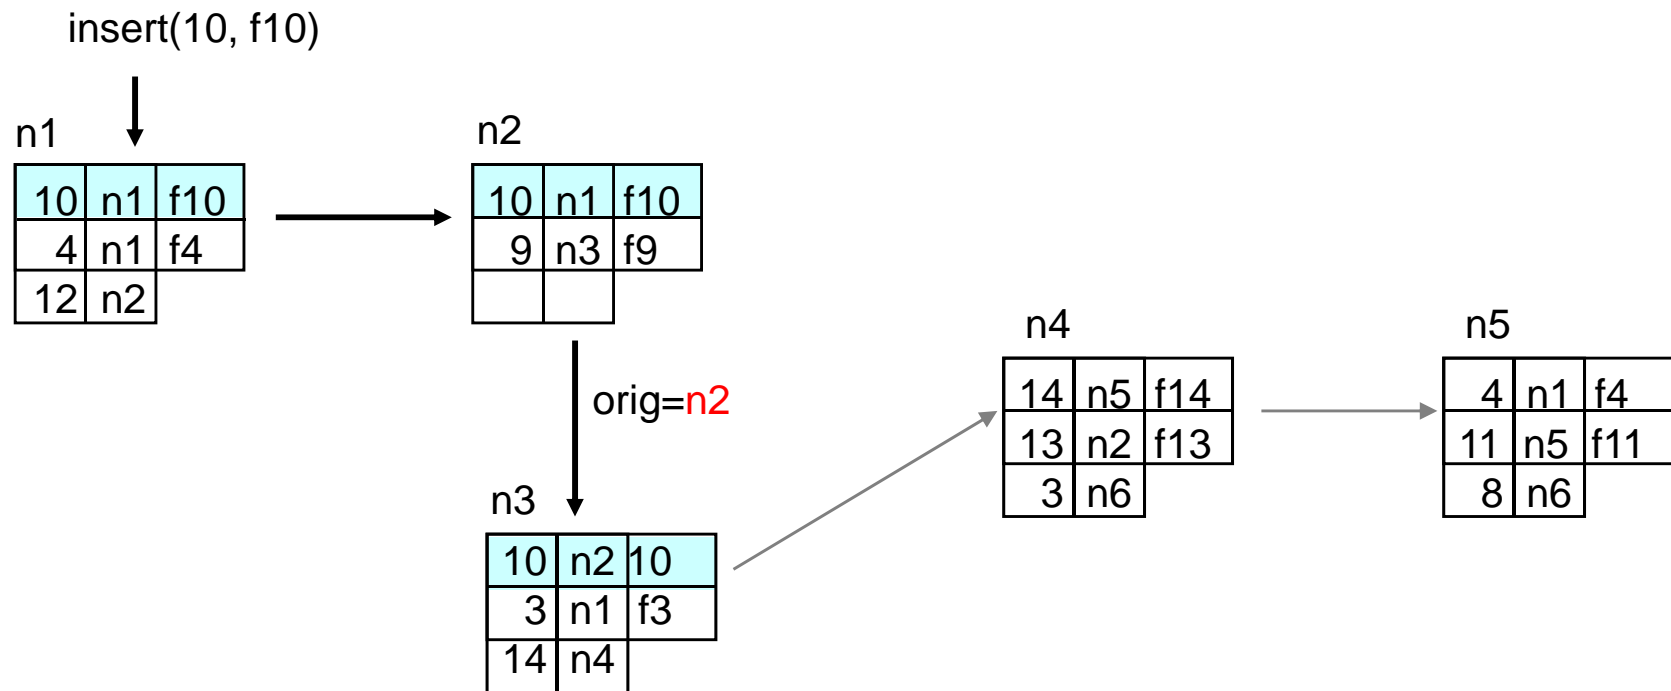 insert(10, f10)
n1
10 n1 f10
4 n1 f4
12 n2
n2
10 n1 f10
9 n3 f9
orig=n2
n3
10 n2 10
3 n1 f3
14 n4
n4
14 n5 f14
13 n2 f13
3 n6
n5
4 n1 f4
11 n5 f11
8 n6